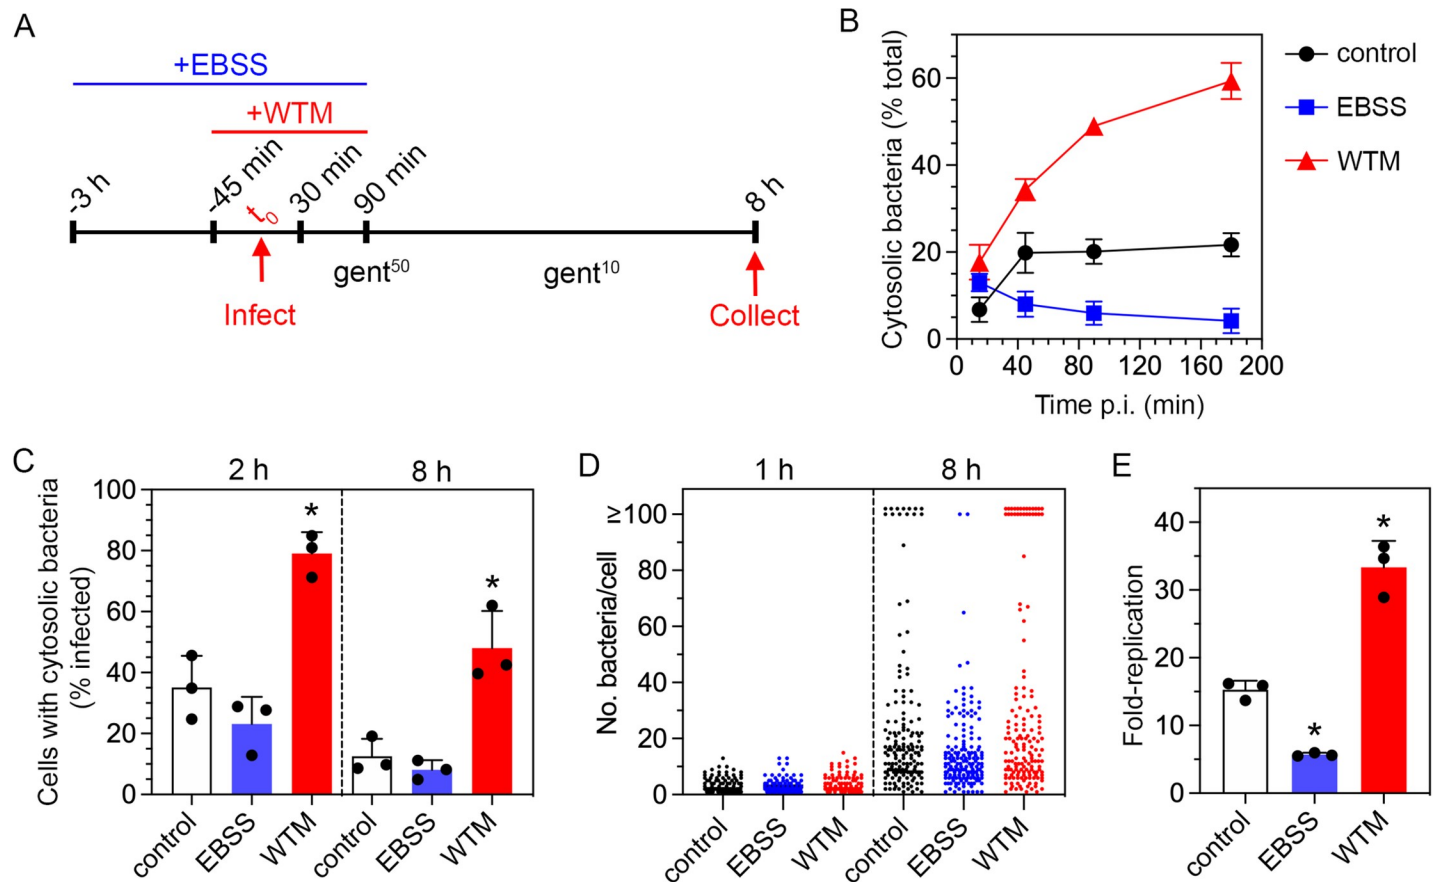 A
+EBSS
+WTM
-3 h
-45 min
t0
30 min
90 min
8 h
gent50
gent10
Infect
Collect
B
Cytosolic bacteria (% total)
60
40
20
0
0 40 80 120 160 200
Time p.i. (min)
control
EBSS
WTM
C
2 h
8 h
Cells with cytosolic bacteria
(% infected)
100
80
60
40
20
0
*
*
control EBSS WTM control EBSS WTM
D
1 h
8 h
No. bacteria/cell
≥100
80
60
40
20
0
control EBSS WTM control EBSS WTM
E
Fold-replication
40
30
20
10
0
*
*
control EBSS WTM